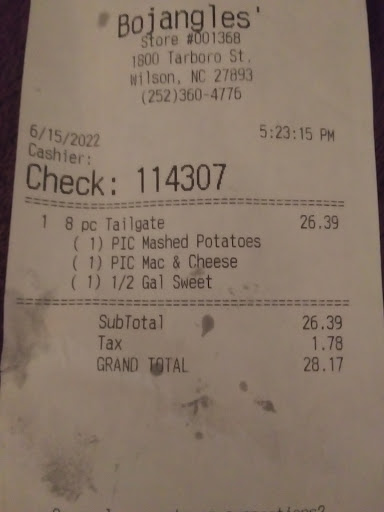 Bojangles'
Store #001368
1800 Tarboro St.
Wilson, NC 27893
(252)360-4776
6/15/2022 5:23:15 PM
Cashier:
Check: 114307
================================================
1 8 pc Tailgate 26.39
( 1) PIC Mashed Potatoes
( 1) PIC Mac & Cheese
( 1) 1/2 Gal Sweet
================================================
SubTotal 26.39
Tax 1.78
GRAND TOTAL 28.17